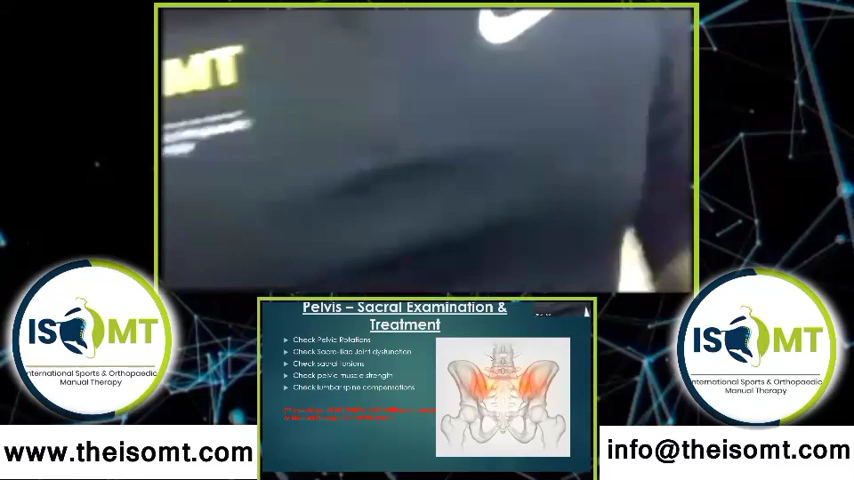 MT
Pelvis – Sacral Examination &
Treatment
Check Pelvis Rotations
Check Sacro-Iliac Joint dysfunction
Check sacral torsions
Check pelvic muscle strength
Check lumbar spine compensations
ISOMT
International Sports & Orthopaedic
Manual Therapy
ISOMT
International Sports & Orthopaedic
Manual Therapy
www.theisomt.com
info@theisomt.com